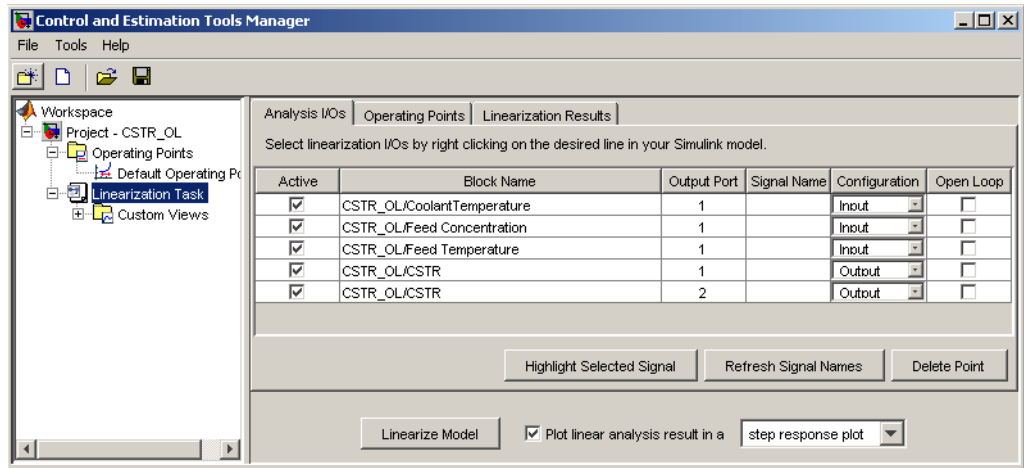 Control and Estimation Tools Manager
File Tools Help
Workspace
Project - CSTR_OL
Operating Points
Default Operating Po
Linearization Task
Custom Views
Analysis I/Os Operating Points Linearization Results
Select linearization I/Os by right clicking on the desired line in your Simulink model.
Active Block Name Output Port Signal Name Configuration Open Loop
CSTR_OL/CoolantTemperature 1 Input
CSTR_OL/Feed Concentration 1 Input
CSTR_OL/Feed Temperature 1 Input
CSTR_OL/CSTR 1 Output
CSTR_OL/CSTR 2 Output
Highlight Selected Signal Refresh Signal Names Delete Point
Linearize Model Plot linear analysis result in a step response plot